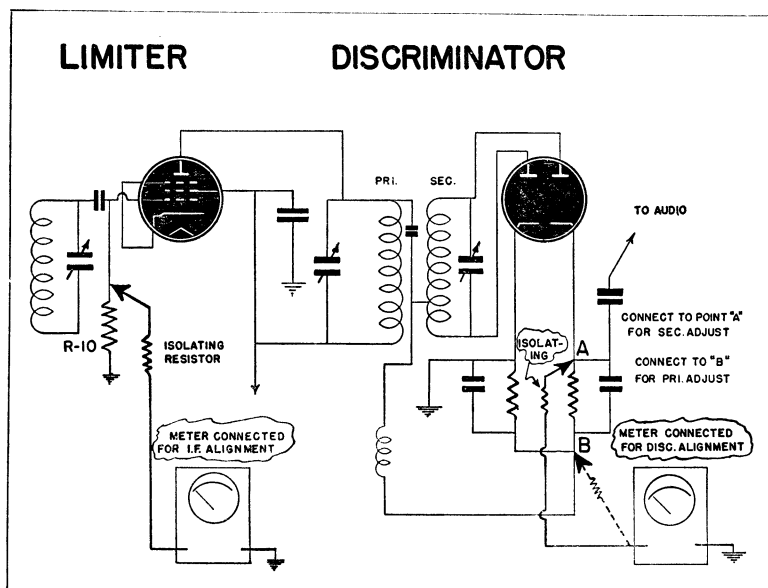 LIMITER
DISCRIMINATOR
PRI.
SEC.
TO AUDIO
CONNECT TO POINT "A"
FOR SEC. ADJUST
CONNECT TO "B"
FOR PRI. ADJUST
ISOLAT-
ING
A
R-10
ISOLATING
RESISTOR
METER CONNECTED
FOR I.F. ALIGNMENT
B
METER CONNECTED
FOR DISC. ALIGNMENT